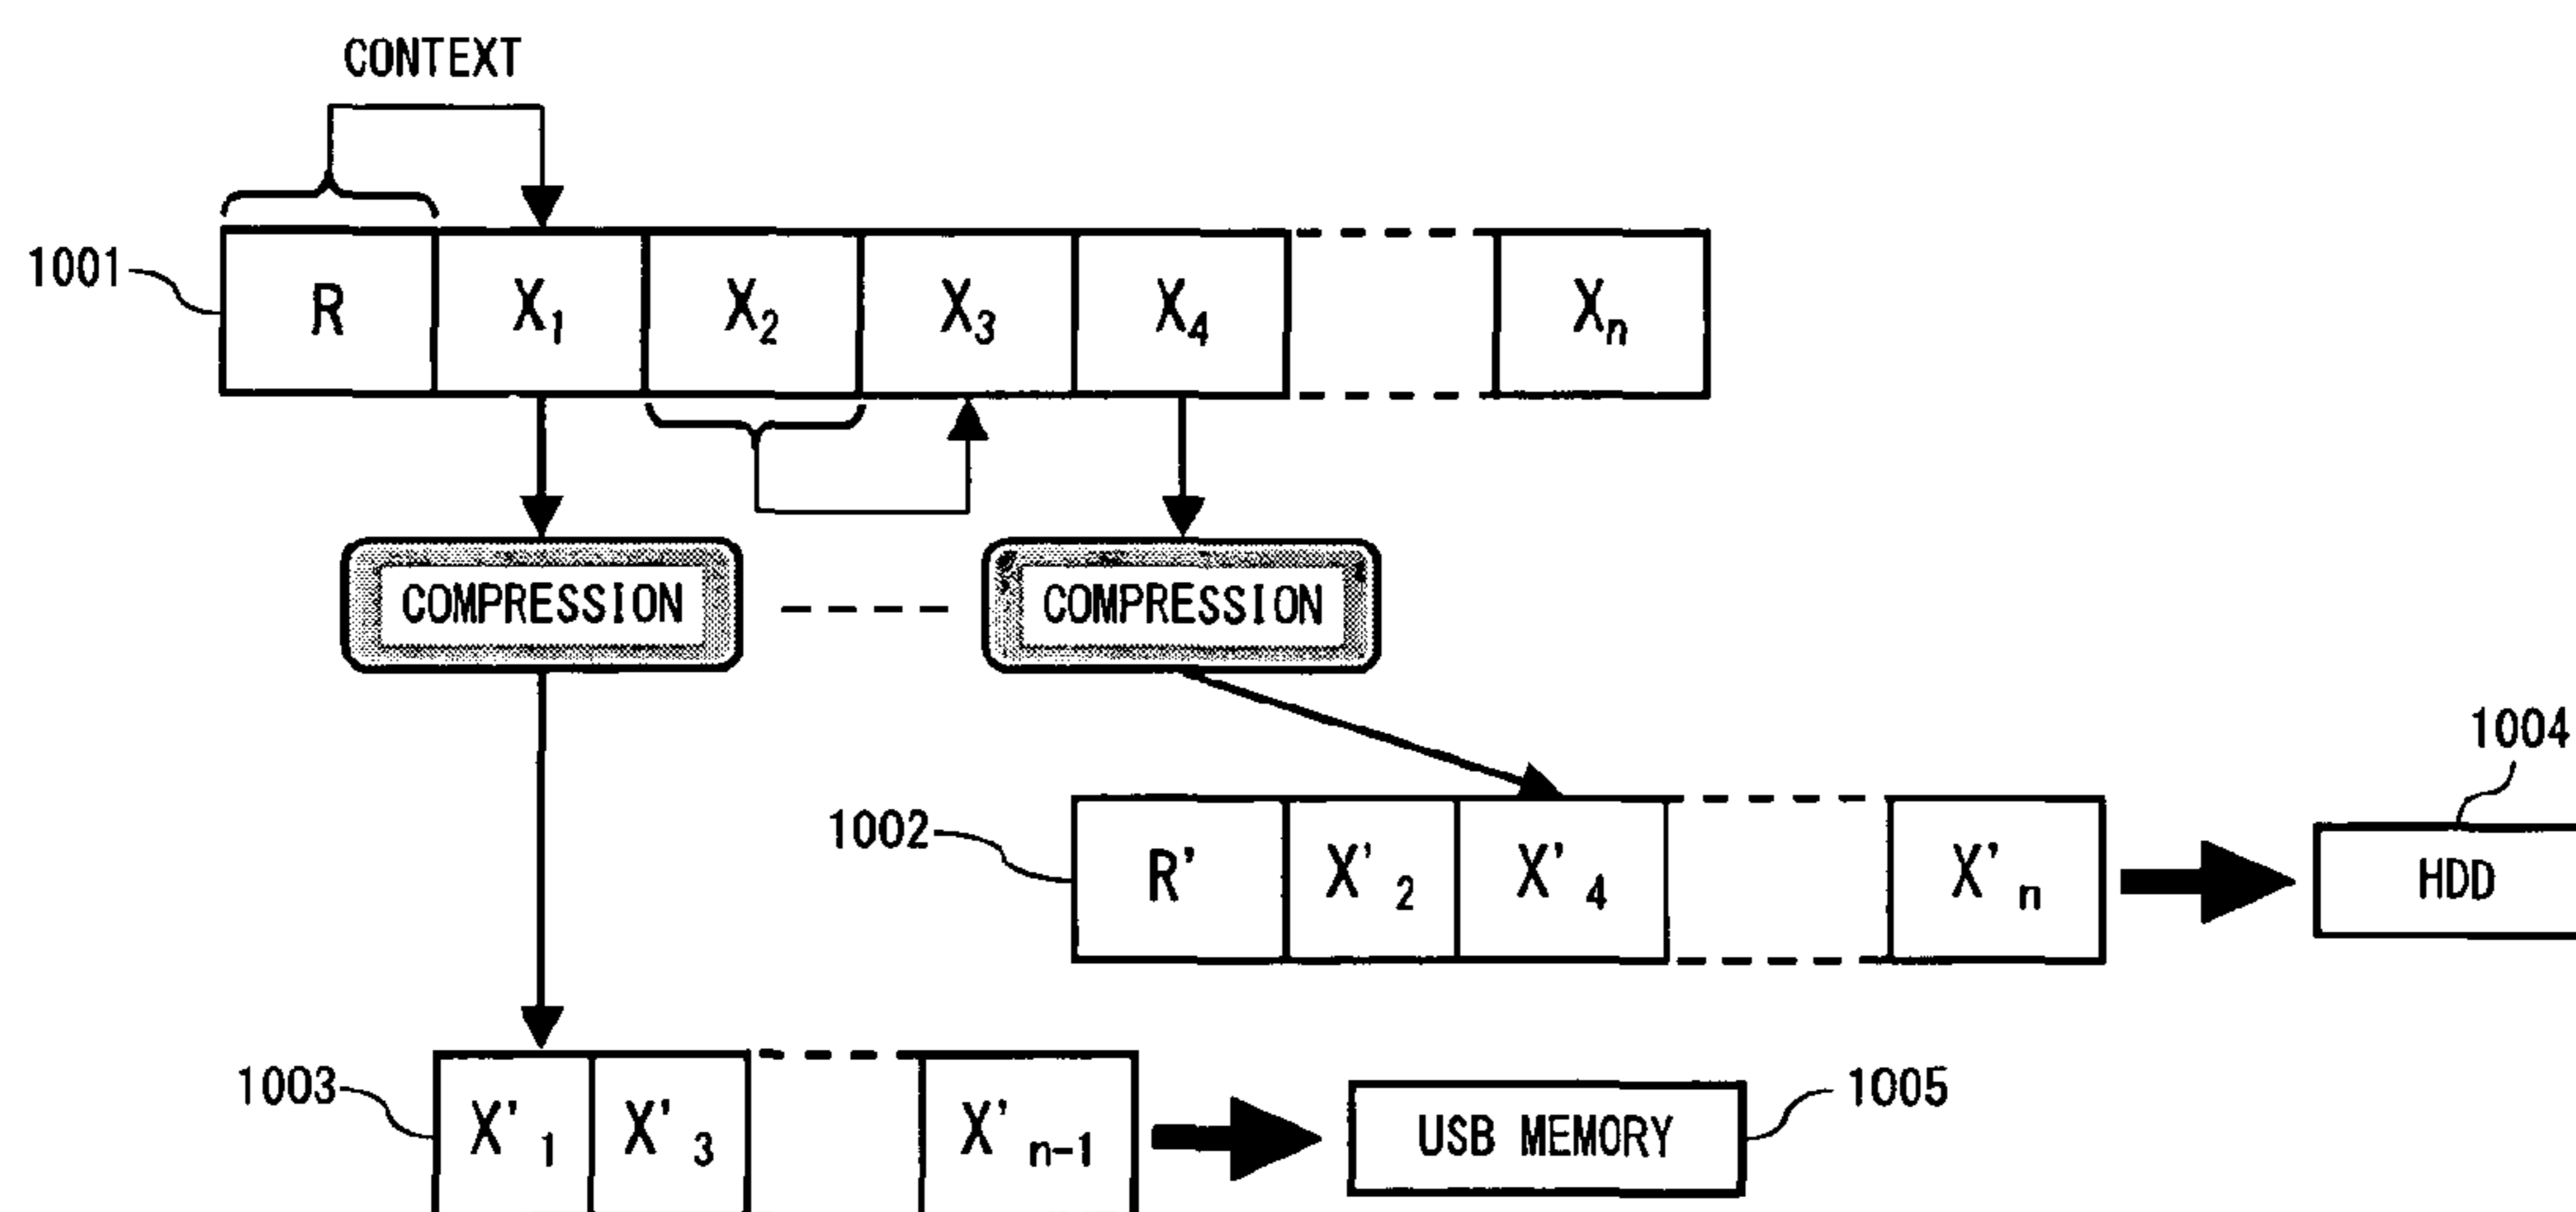 CONTEXT
1001
R X₁ X₂ X₃ X₄ Xₙ
COMPRESSION COMPRESSION
1004
1002
R' X'₂ X'₄ X'ₙ
HDD
1003
X'₁ X'₃ X'ₙ₋₁
USB MEMORY
1005